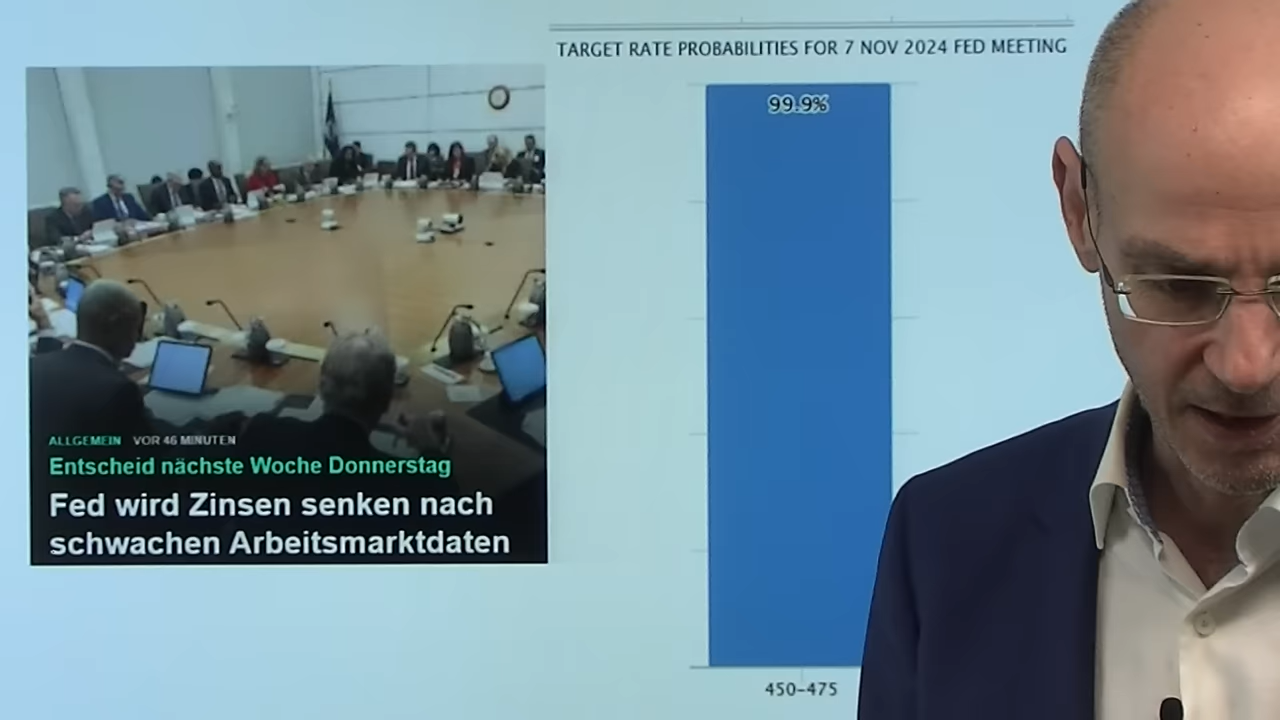 TARGET RATE PROBABILITIES FOR 7 NOV 2024 FED MEETING
99.9%
450-475
ALLGEMEIN VOR 46 MINUTEN
Entscheid nächste Woche Donnerstag
Fed wird Zinsen senken nach
schwachen Arbeitsmarktdaten